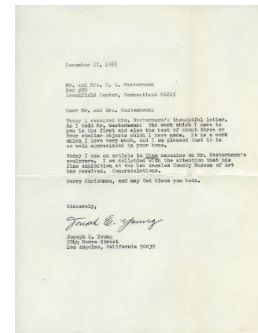 December 17, 1968
Mr. and Mrs. H. C. Westermann
Box 28B
Brookfield Center, Connecticut 06805
Dear Mr. and Mrs. Westermann:
Today I received Mrs. Westermann's thoughtful letter.
As I told Mr. Westermann: the work which I gave to
you is the first and also the best of about three or
four similar objects which I have made. It is a work
which I love very much, and I am pleased that it is
so well appreciated in your home.
Today I saw an article in Time magazine on Mr. Westermann's
sculpture. I am delighted with the attention that his
fine exhibition at the Los Angeles County Museum of Art
has received. Congratulations.
Merry Christmas, and may God bless you both.
Sincerely,
Joseph E. Young
Joseph E. Young
Hoover Street
Los Angeles, California